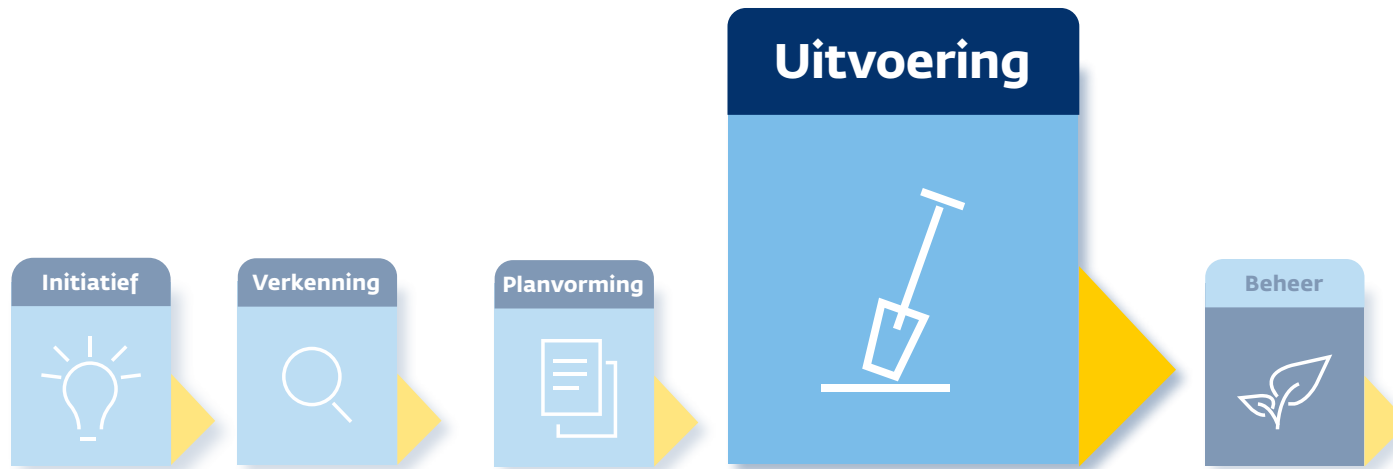 Initiatief
Verkenning
Planvorming
Uitvoering
Beheer